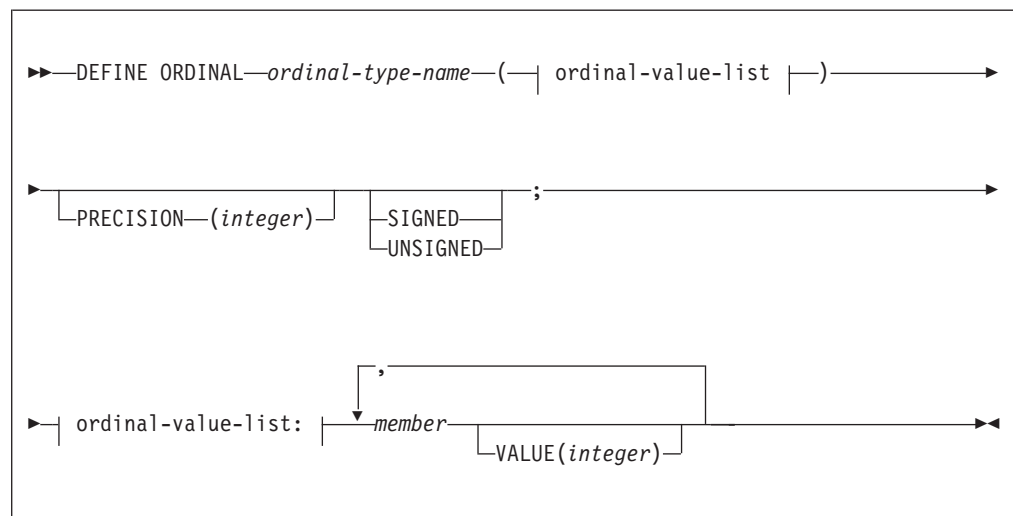 DEFINE ORDINAL ordinal-type-name ( ordinal-value-list )
;
PRECISION (integer) SIGNED
UNSIGNED
,
ordinal-value-list: member
VALUE(integer)